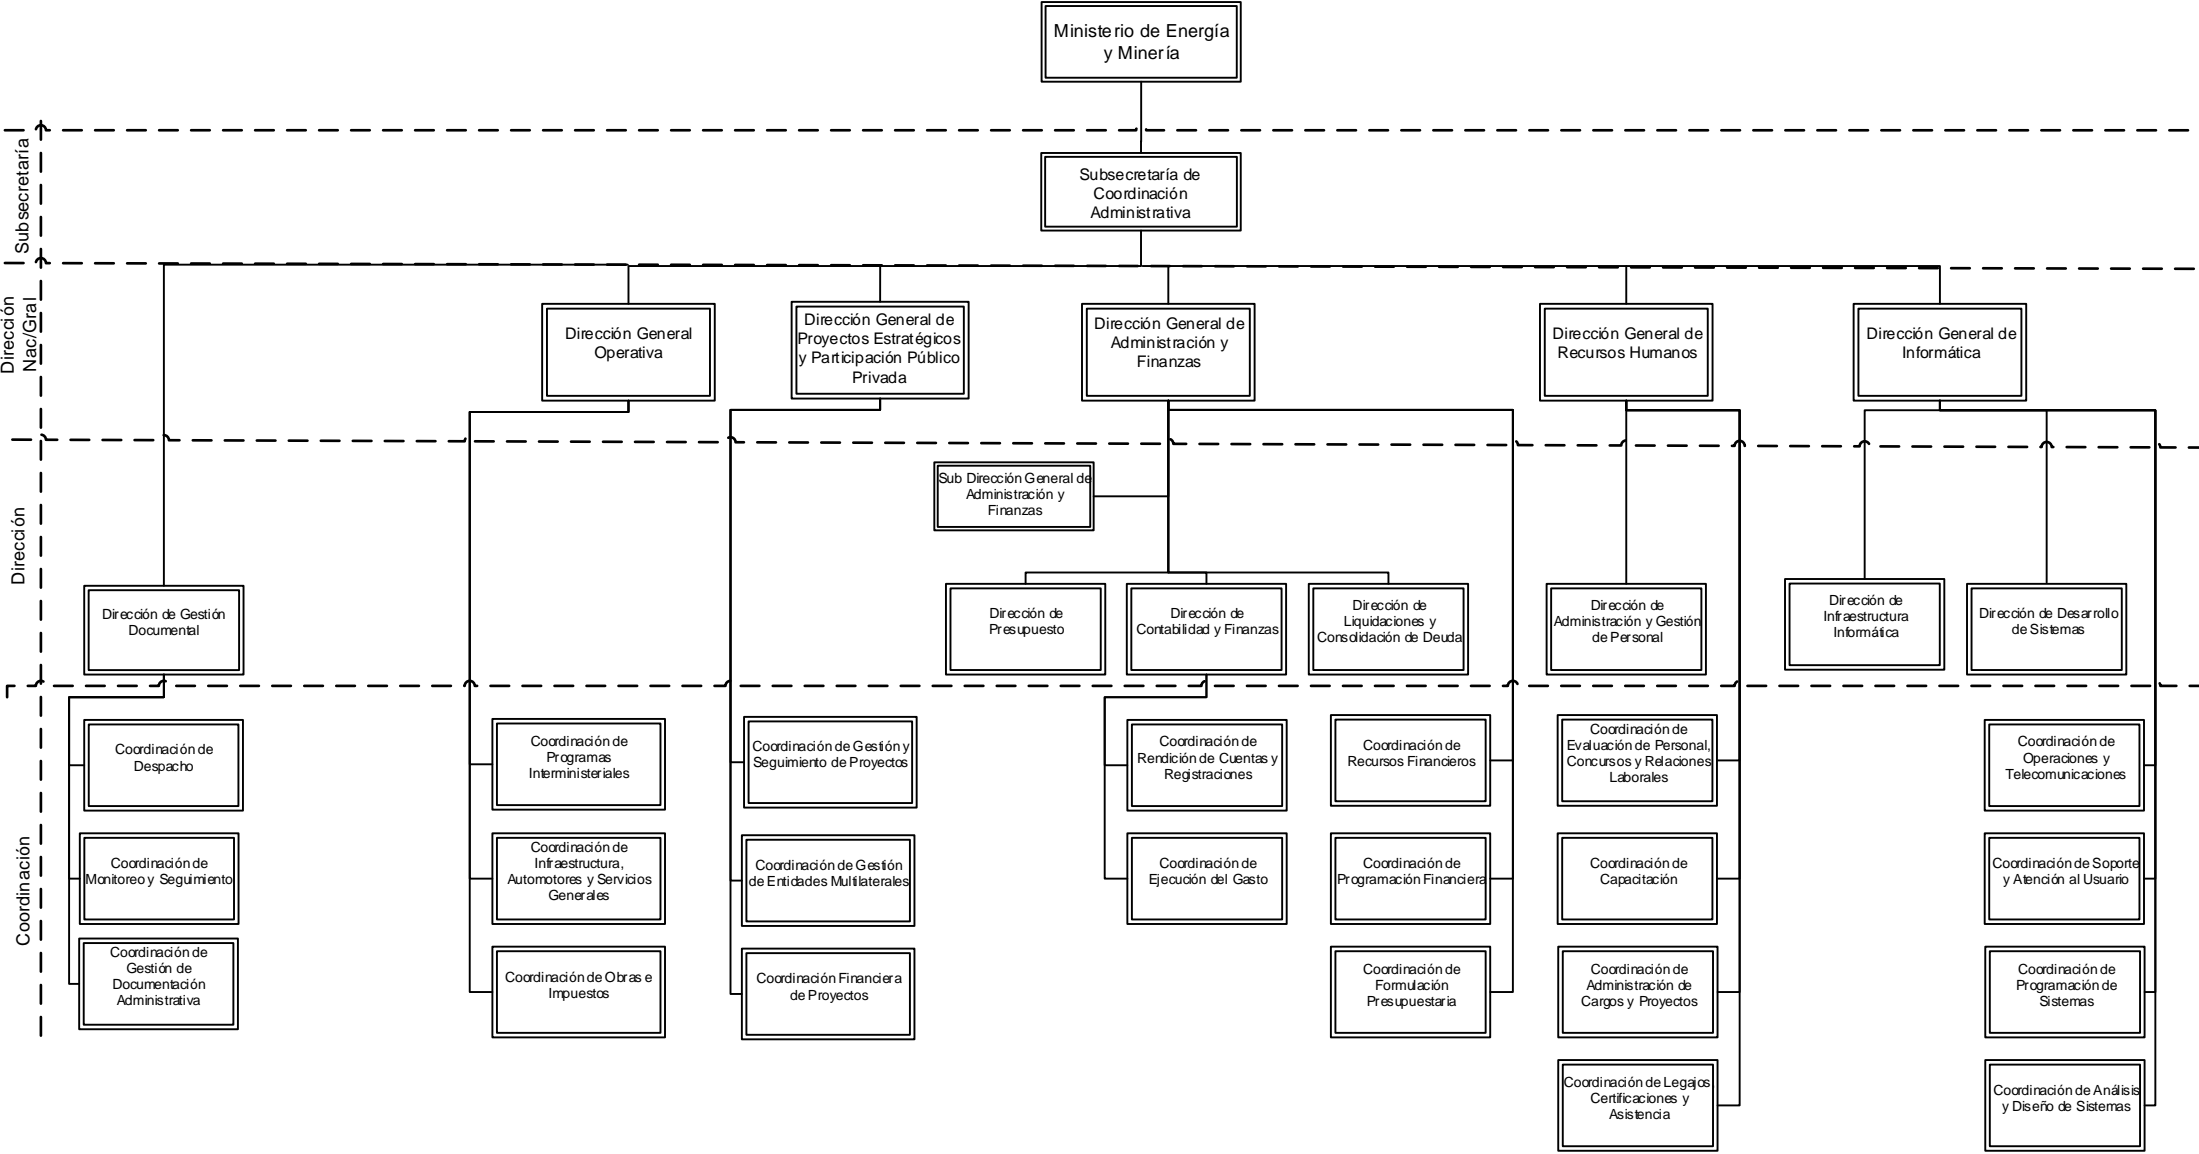 Ministerio de Energía
y Minería
Subsecretaría
Subsecretaría de
Coordinación
Administrativa
Dirección
Nac/Gral
Dirección General
Operativa
Dirección General de
Proyectos Estratégicos
y Participación Público
Privada
Dirección General de
Administración y
Finanzas
Dirección General de
Recursos Humanos
Dirección General de
Informática
Dirección
Sub Dirección General de
Administración y
Finanzas
Dirección de Gestión
Documental
Dirección de
Presupuesto
Dirección de
Contabilidad y Finanzas
Dirección de
Liquidaciones y
Consolidación de Deuda
Dirección de
Administración y Gestión
de Personal
Dirección de
Infraestructura
Informática
Dirección de Desarrollo
de Sistemas
Coordinación
Coordinación de
Despacho
Coordinación de
Programas
Interministeriales
Coordinación de Gestión y
Seguimiento de Proyectos
Coordinación de
Rendición de Cuentas y
Registraciones
Coordinación de
Recursos Financieros
Coordinación de
Evaluación de Personal,
Concursos y Relaciones
Laborales
Coordinación de
Operaciones y
Telecomunicaciones
Coordinación de
Monitoreo y Seguimiento
Coordinación de
Infraestructura,
Automotores y Servicios
Generales
Coordinación de Gestión
de Entidades Multilaterales
Coordinación de
Ejecución del Gasto
Coordinación de
Programación Financiera
Coordinación de
Capacitación
Coordinación de Soporte
y Atención al Usuario
Coordinación de
Gestión de
Documentación
Administrativa
Coordinación de Obras e
Impuestos
Coordinación Financiera
de Proyectos
Coordinación de
Formulación
Presupuestaria
Coordinación de
Administración de
Cargos y Proyectos
Coordinación de
Programación de
Sistemas
Coordinación de Legajos
Certificaciones y
Asistencia
Coordinación de Análisis
y Diseño de Sistemas